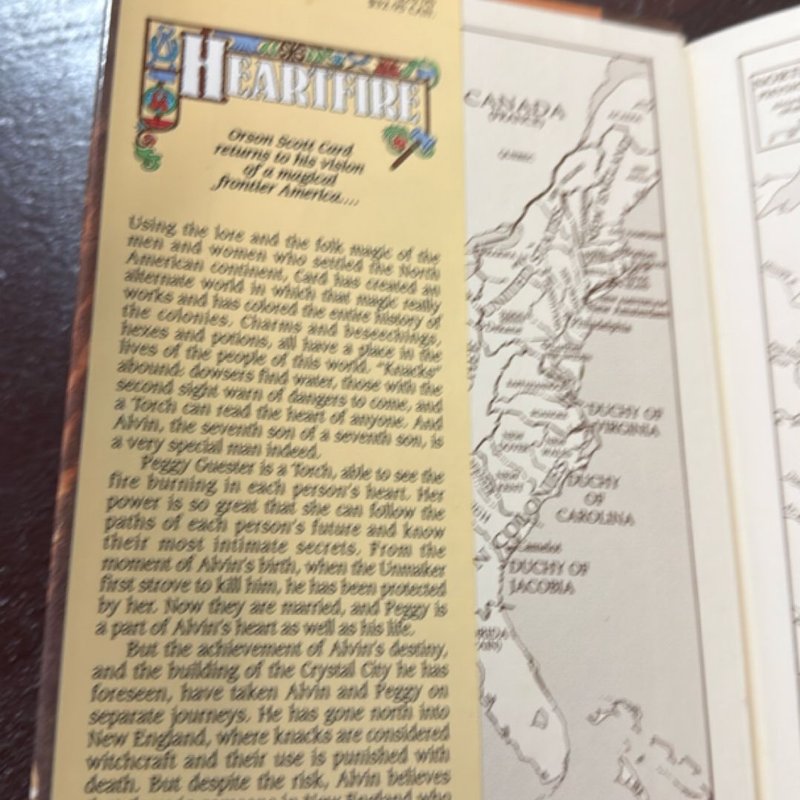 HEARTFIRE
Orson Scott Card
returns to his vision
of a magical
frontier America....
Using the lore and the folk magic of the
men and women who settled the North
American continent, Card has created an
alternate world in which that magic really
works and has colored the entire history of
the colonies. Charms and beseechings,
hexes and potions, all have a place in the
lives of the people of this world. "Knacks"
abound: dowsers find water, those with the
second sight warn of dangers to come, and
a Torch can read the heart of anyone. And
Alvin, the seventh son of a seventh son, is
a very special man indeed.
Peggy Guester is a Torch, able to see the
fire burning in each person's heart. Her
power is so great that she can follow the
paths of each person's future and know
their most intimate secrets. From the
moment of Alvin's birth, when the Unmaker
first strove to kill him, he has been protected
by her. Now they are married, and Peggy is
a part of Alvin's heart as well as his life.
But the achievement of Alvin's destiny,
and the building of the Crystal City he has
foreseen, have taken Alvin and Peggy on
separate journeys. He has gone north into
New England, where knacks are considered
witchcraft and their use is punished with
death. But despite the risk, Alvin believes
CANADA
(FRANCE)
Philadelphia
DUCHY OF
VIRGINIA
DUCHY
OF
CAROLINA
Camelot
DUCHY OF
JACOBIA